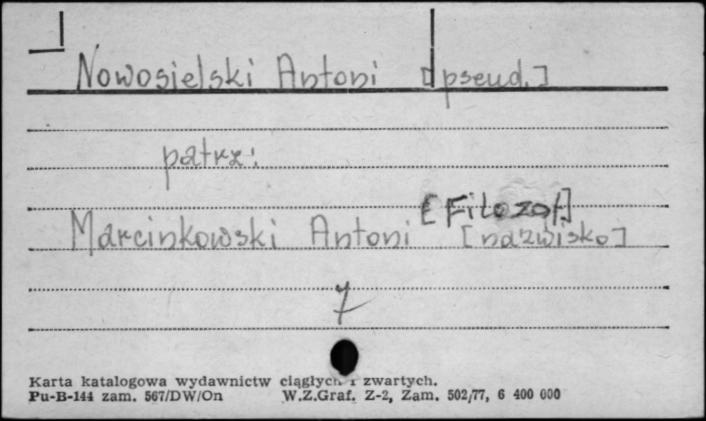 Nowosielski Antoni [pseud.]
patrz:
[Filozof]
Marcinkowski Antoni [nazwisko]
7
Karta katalogowa wydawnictw ciągłych i zwartych.
Pu-B-144 zam. 567/DW/On W.Z.Graf. Z-2, Zam. 502/77, 6 400 000